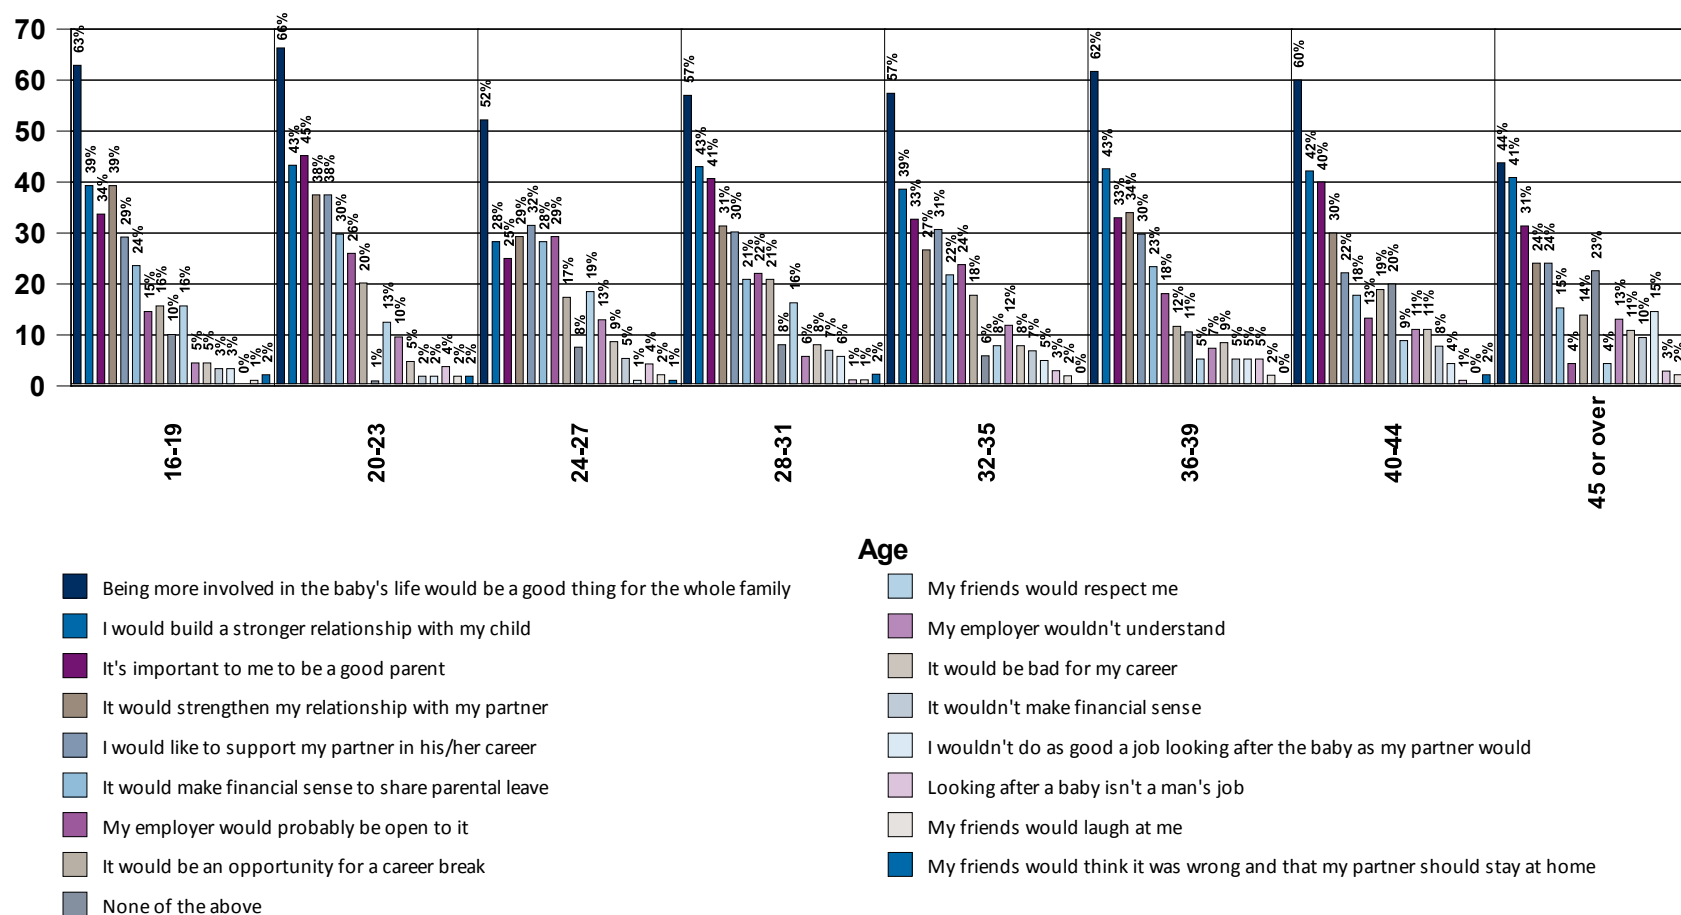 70
60
50
40
30
20
10
0
63% 39% 34% 39% 29% 24% 15% 16% 10% 16% 5% 5% 3% 3% 0% 1% 2%
66% 43% 45% 38% 38% 30% 26% 20% 1% 13% 10% 5% 2% 2% 4% 2% 2%
52% 28% 25% 29% 32% 28% 29% 17% 8% 19% 13% 9% 5% 1% 4% 2% 1%
57% 43% 41% 31% 30% 21% 22% 21% 8% 16% 6% 8% 7% 6% 1% 1% 2%
57% 39% 33% 27% 31% 22% 24% 18% 6% 8% 12% 8% 7% 5% 3% 2% 0%
62% 43% 33% 34% 30% 23% 18% 12% 11% 5% 7% 9% 5% 5% 5% 2% 0%
60% 42% 40% 30% 22% 18% 13% 19% 20% 9% 11% 11% 8% 4% 1% 0% 2%
44% 41% 31% 24% 24% 15% 4% 14% 23% 4% 13% 11% 10% 15% 3% 2%
16-19
20-23
24-27
28-31
32-35
36-39
40-44
45 or over
Age
Being more involved in the baby's life would be a good thing for the whole family
I would build a stronger relationship with my child
It's important to me to be a good parent
It would strengthen my relationship with my partner
I would like to support my partner in his/her career
It would make financial sense to share parental leave
My employer would probably be open to it
It would be an opportunity for a career break
None of the above
My friends would respect me
My employer wouldn't understand
It would be bad for my career
It wouldn't make financial sense
I wouldn't do as good a job looking after the baby as my partner would
Looking after a baby isn't a man's job
My friends would laugh at me
My friends would think it was wrong and that my partner should stay at home